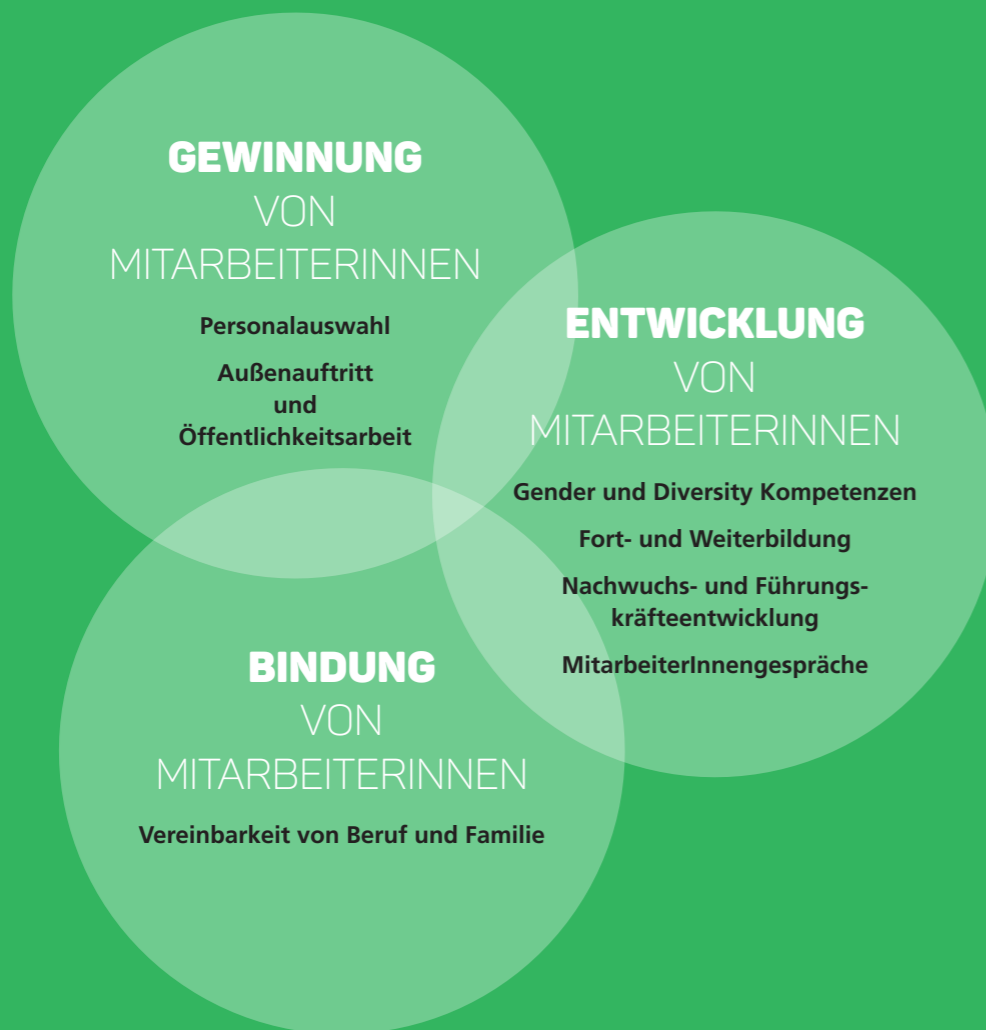 GEWINNUNG
VON
MITARBEITERINNEN
Personalauswahl
Außenauftritt
und
Öffentlichkeitsarbeit
ENTWICKLUNG
VON
MITARBEITERINNEN
Gender und Diversity Kompetenzen
Fort- und Weiterbildung
Nachwuchs- und Führungs-
kräfteentwicklung
MitarbeiterInnengespräche
BINDUNG
VON
MITARBEITERINNEN
Vereinbarkeit von Beruf und Familie